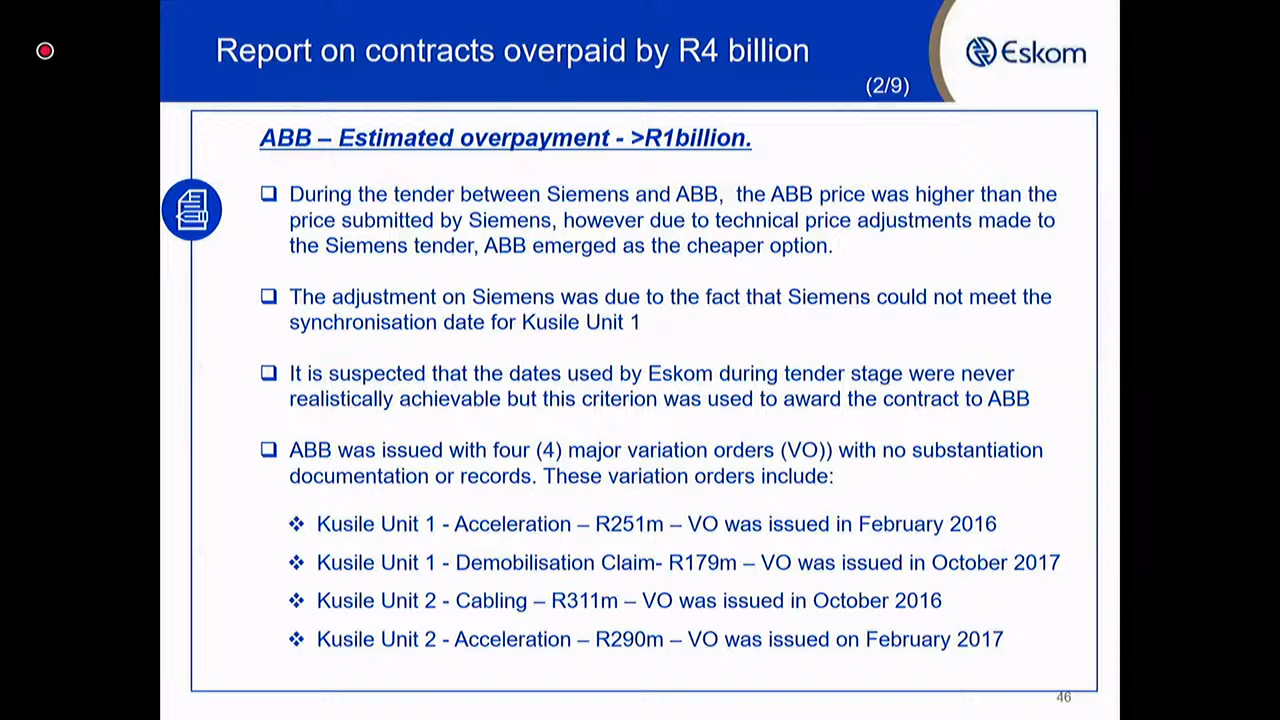 Report on contracts overpaid by R4 billion
(2/9)
Eskom
ABB – Estimated overpayment - >R1billion.
❑ During the tender between Siemens and ABB, the ABB price was higher than the
price submitted by Siemens, however due to technical price adjustments made to
the Siemens tender, ABB emerged as the cheaper option.
❑ The adjustment on Siemens was due to the fact that Siemens could not meet the
synchronisation date for Kusile Unit 1
❑ It is suspected that the dates used by Eskom during tender stage were never
realistically achievable but this criterion was used to award the contract to ABB
❑ ABB was issued with four (4) major variation orders (VO)) with no substantiation
documentation or records. These variation orders include:
❖ Kusile Unit 1 - Acceleration – R251m – VO was issued in February 2016
❖ Kusile Unit 1 - Demobilisation Claim- R179m – VO was issued in October 2017
❖ Kusile Unit 2 - Cabling – R311m – VO was issued in October 2016
❖ Kusile Unit 2 - Acceleration – R290m – VO was issued on February 2017
46